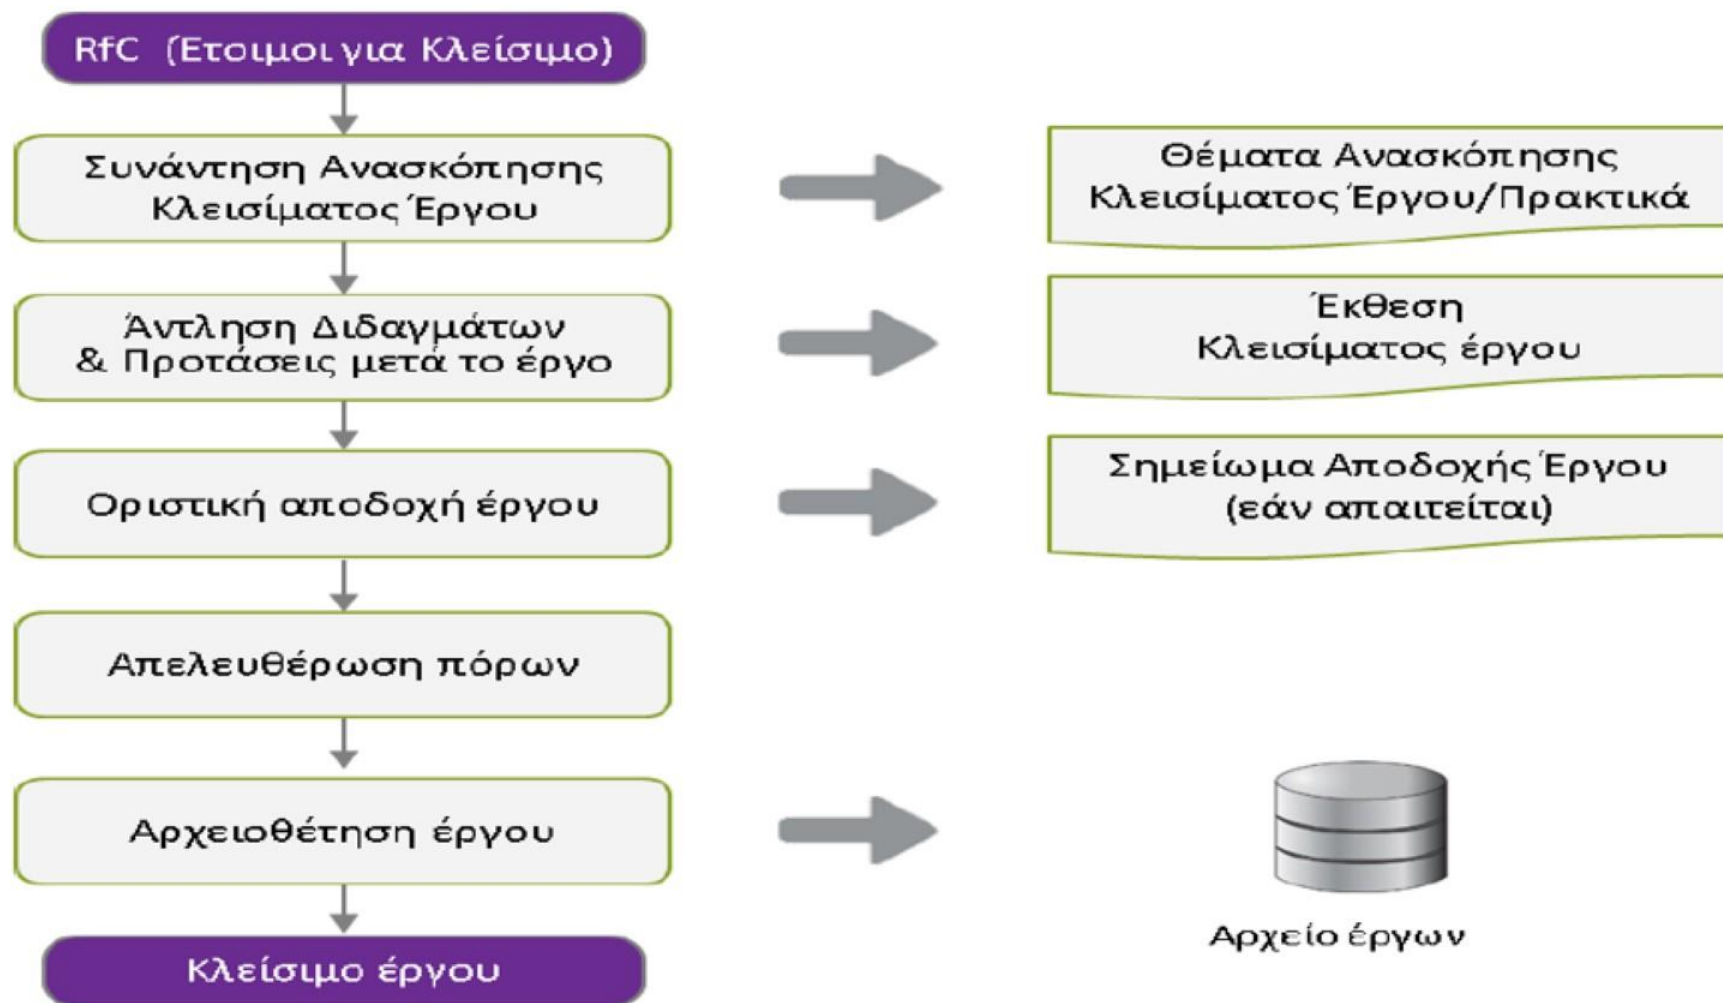 RfC (Έτοιμοι για Κλείσιμο)
Συνάντηση Ανασκόπησης
Κλεισίματος Έργου
Θέματα Ανασκόπησης
Κλεισίματος Έργου/Πρακτικά
Άντληση Διδαγμάτων
& Προτάσεις μετά το έργο
Έκθεση
Κλεισίματος έργου
Οριστική αποδοχή έργου
Σημείωμα Αποδοχής Έργου
(εάν απαιτείται)
Απελευθέρωση πόρων
Αρχειοθέτηση έργου
Αρχείο έργων
Κλείσιμο έργου